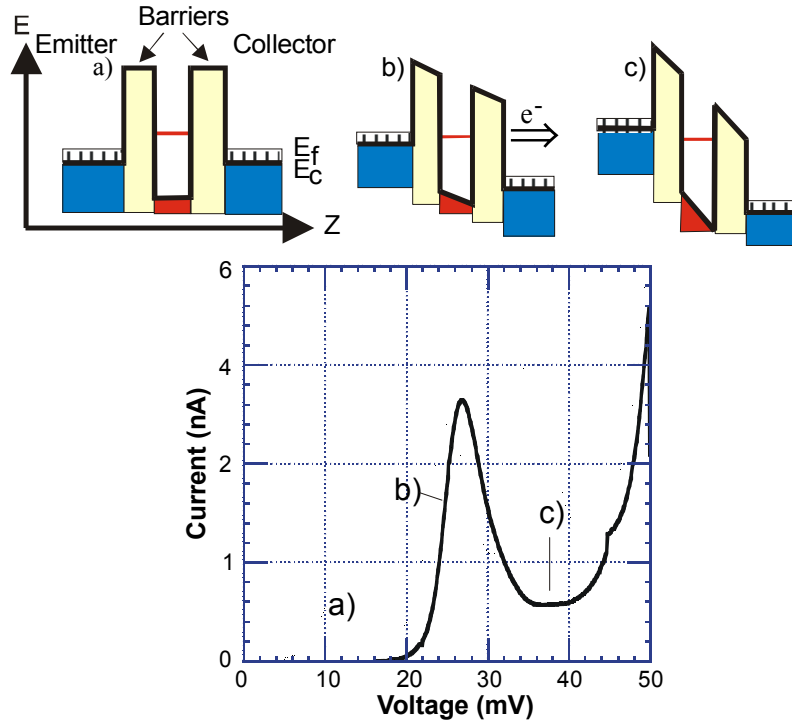 E
Barriers
Emitter
Collector
a)
b)
c)
e-
Ef
Ec
Z
6
4
2
1
0
Current (nA)
a)
b)
c)
0 10 20 30 40 50
Voltage (mV)